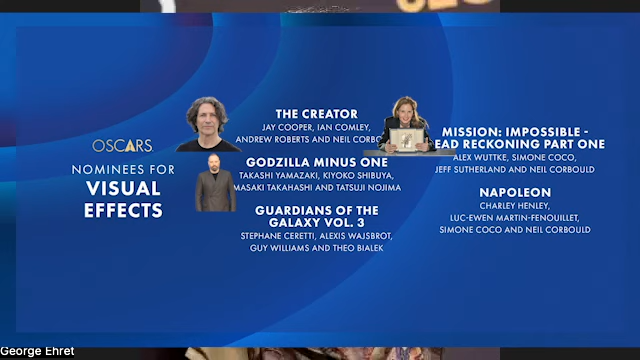 OSCARS
NOMINEES FOR
VISUAL
EFFECTS
THE CREATOR
JAY COOPER, IAN COMLEY,
ANDREW ROBERTS AND NEIL
GODZILLA MINUS ONE
TAKASHI YAMAZAKI, KIYOKO SHIBUYA,
MASAKI TAKAHASHI AND TATSUJI NOJIMA
GUARDIANS OF THE
GALAXY VOL. 3
STEPHANE CERETTI, ALEXIS WAJSBROT,
GUY WILLIAMS AND THEO BIALEK
MISSION: IMPOSSIBLE -
RECKONING PART ONE
ALEX WUTTKE, SIMONE COCO,
JEFF SUTHERLAND AND NEIL CORBOULD
NAPOLEON
CHARLEY HENLEY,
LUC-EWEN MARTIN-FENOUILLET,
SIMONE COCO AND NEIL CORBOULD
George Ehret